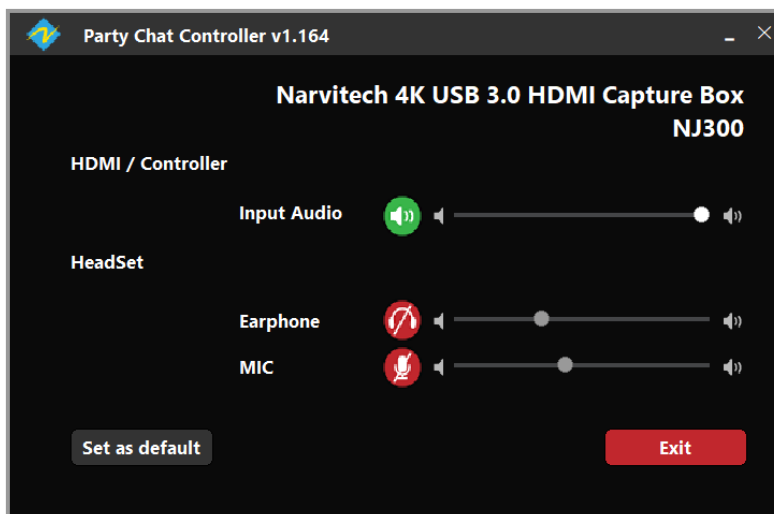 Party Chat Controller v1.164
Narvitech 4K USB 3.0 HDMI Capture Box
NJ300
HDMI / Controller
Input Audio
HeadSet
Earphone
MIC
Set as default
Exit